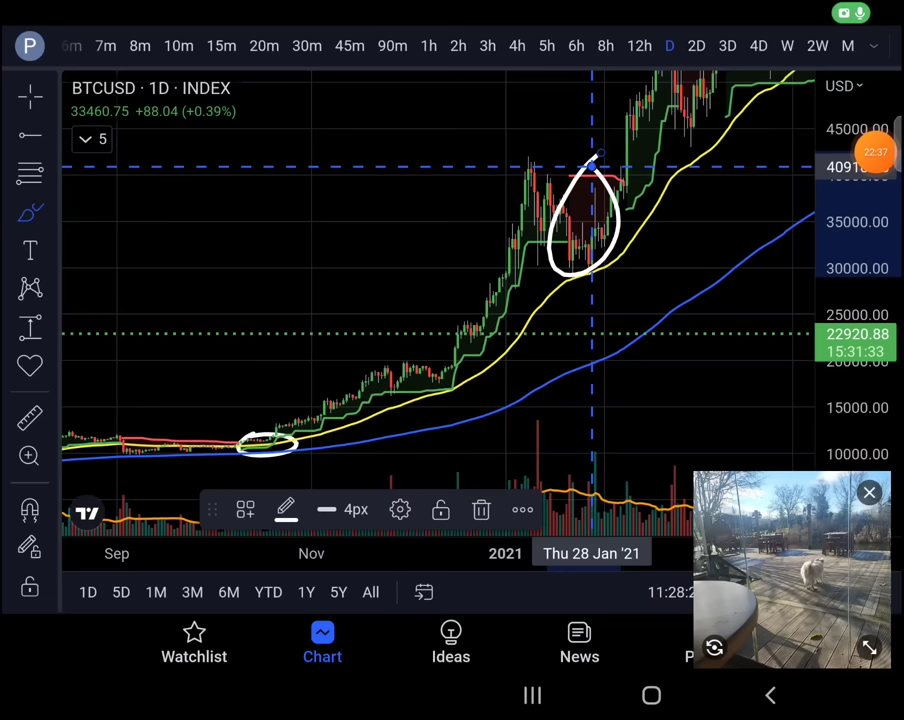 P 6m 7m 8m 10m 15m 20m 30m 45m 90m 1h 2h 3h 4h 5h 6h 8h 12h D 2D 3D 4D W 2W M
BTCUSD · 1D · INDEX
USD
33460.75 +88.04 (+0.39%)
5
45000.00
22:37
35000.00
30000.00
25000.00
22920.88
15:31:33
15000.00
10000.00
T
4px
Sep Nov 2021 Thu 28 Jan '21
1D 5D 1M 3M 6M YTD 1Y 5Y All
Watchlist Chart Ideas News